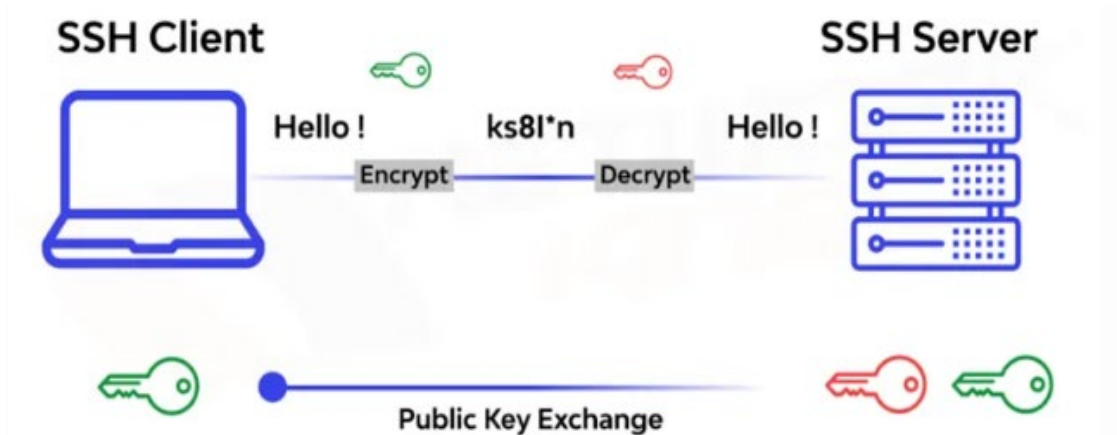 SSH Client
SSH Server
Hello !
ks8I*n
Hello !
Encrypt
Decrypt
Public Key Exchange